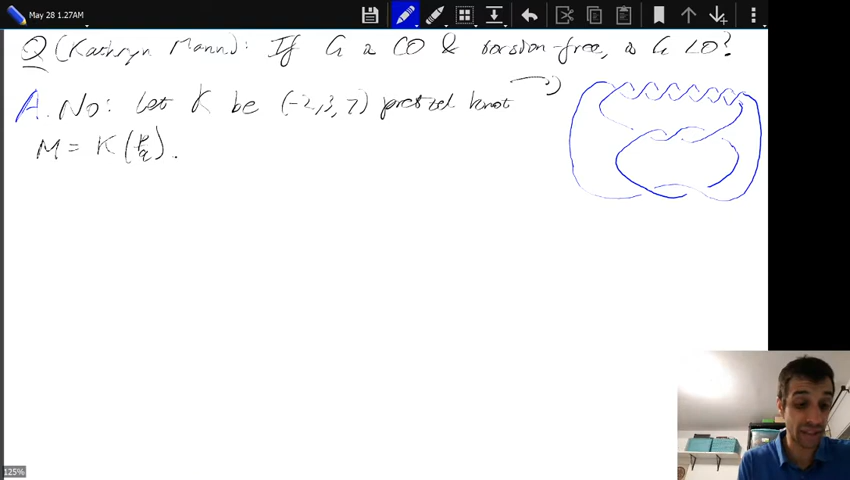 May 28 1.27AM
Q (Kathryn Mann): If G is CO & torsion-free, is G LO?
A. No: Let K be (-2,3,7) pretzel knot
M = K(p/q).
125%